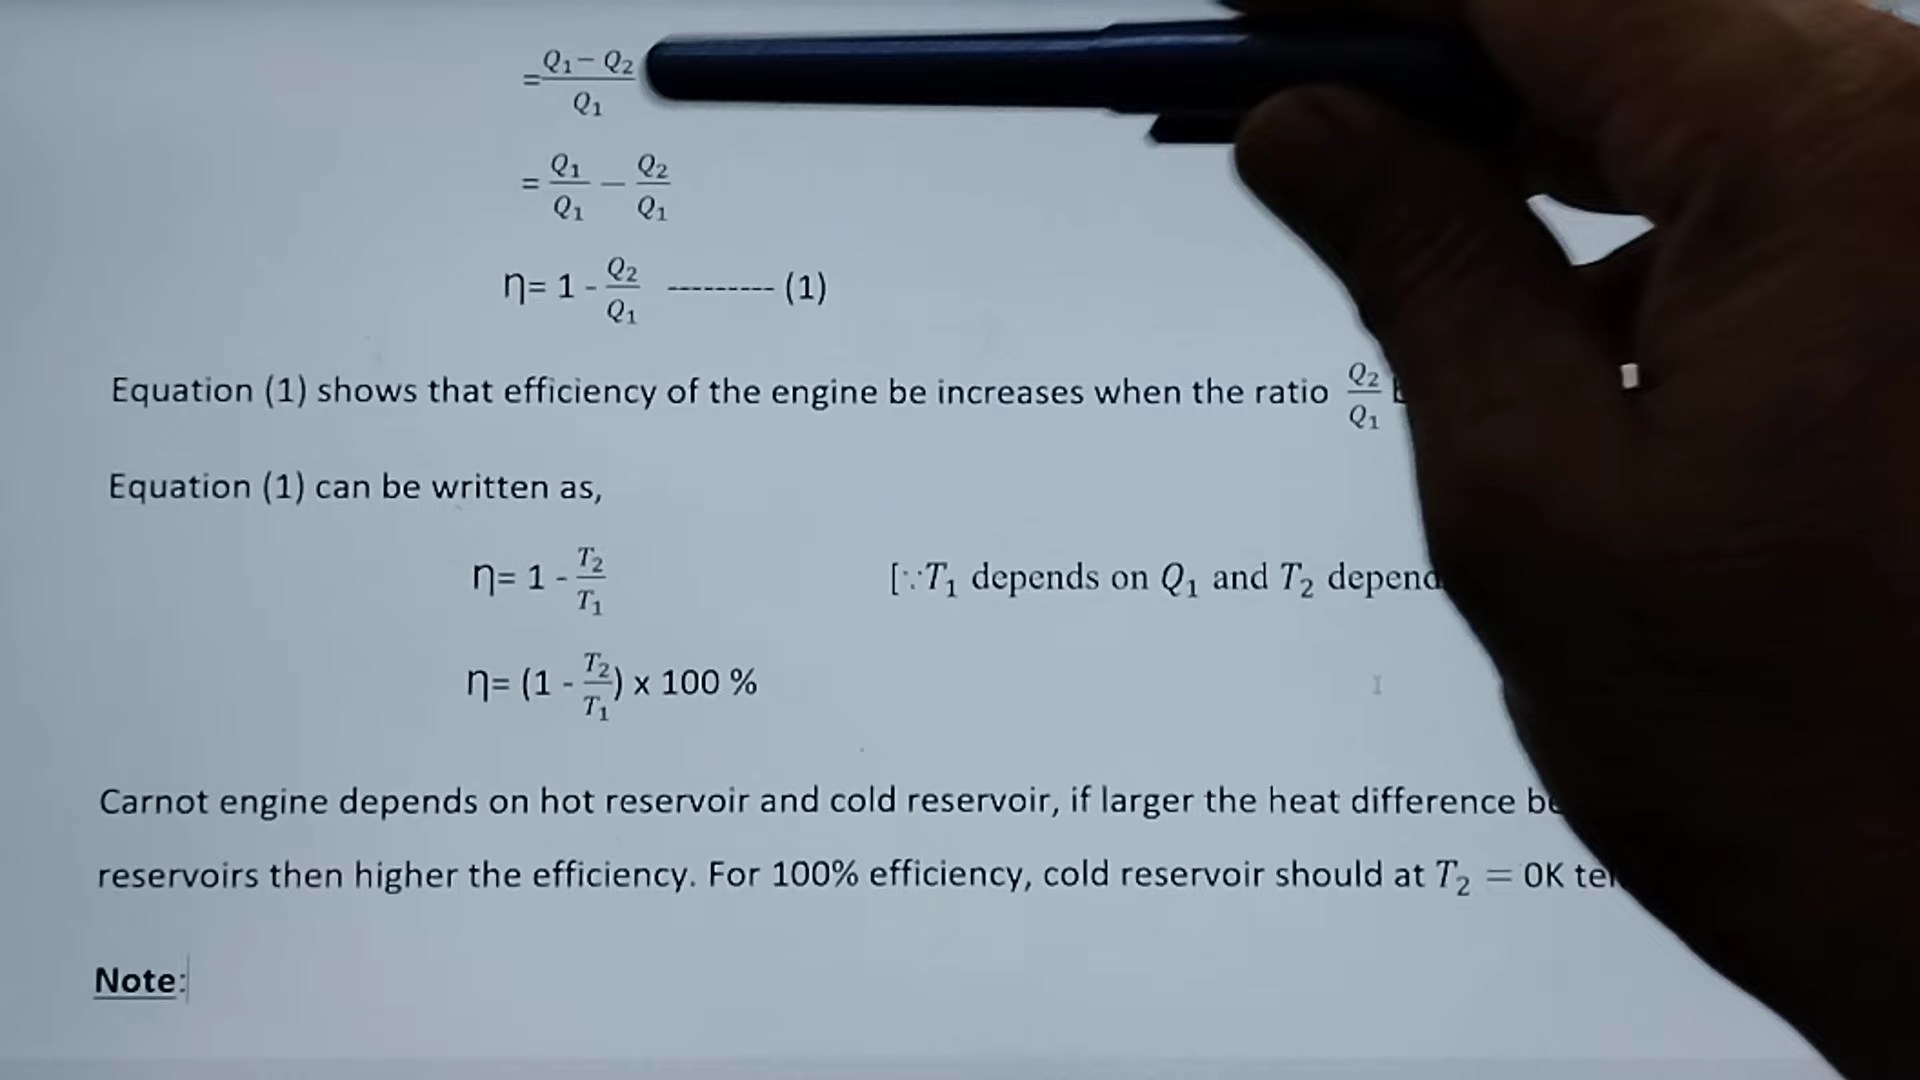 = Q₁ − Q₂ / Q₁
= Q₁ / Q₁ − Q₂ / Q₁
η= 1 - Q₂ / Q₁ --------- (1)
Equation (1) shows that efficiency of the engine be increases when the ratio Q₂ / Q₁
Equation (1) can be written as,
η= 1 - T₂ / T₁ [∵T₁ depends on Q₁ and T₂
η= (1 - T₂ / T₁) x 100 %
Carnot engine depends on hot reservoir and cold reservoir, if larger the heat difference
reservoirs then higher the efficiency. For 100% efficiency, cold reservoir should at T₂ = 0K
Note: